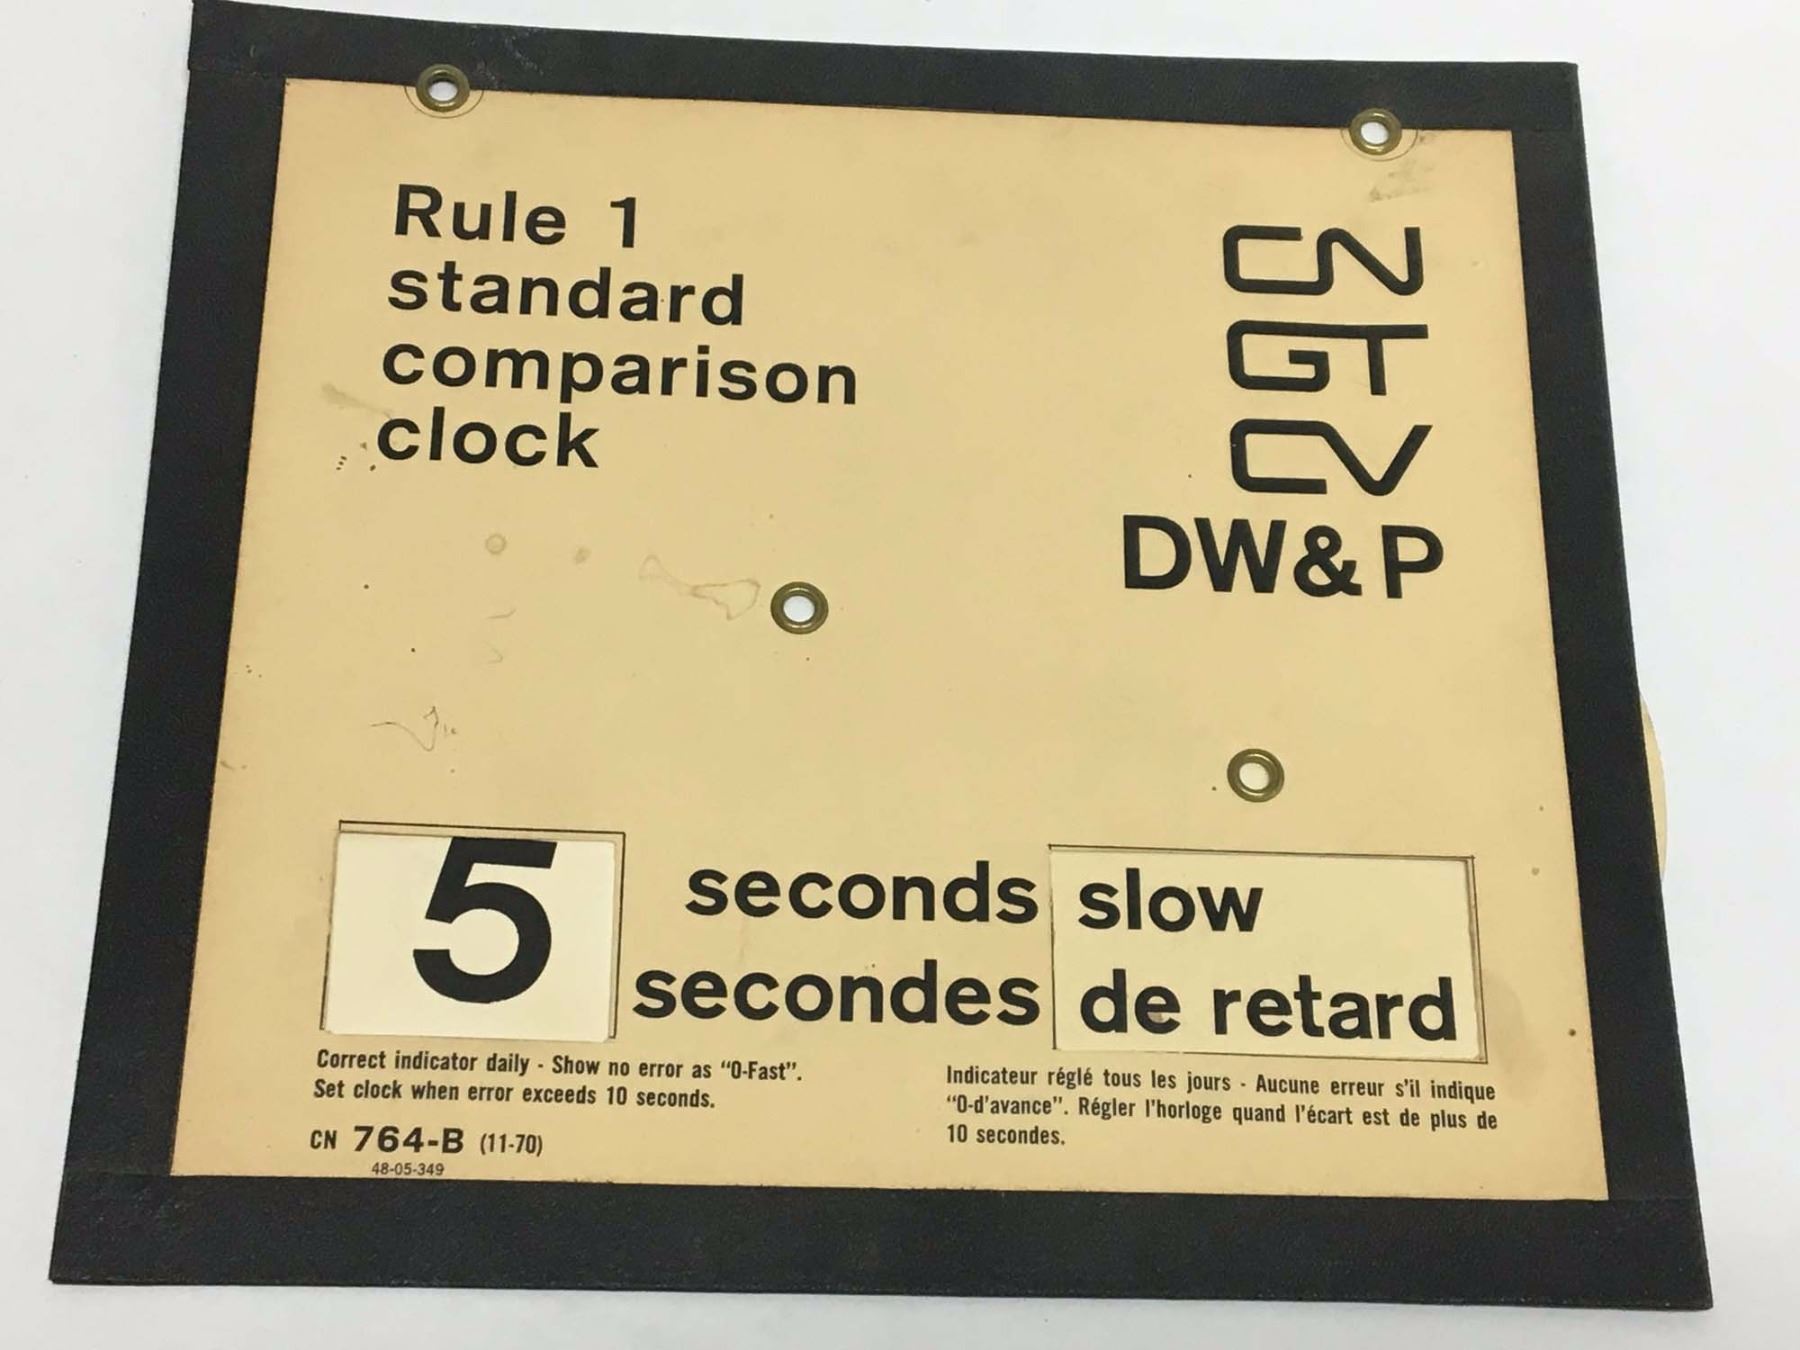 Rule 1
standard
comparison
clock
CN
GT
CV
DW&P
5 seconds slow
secondes de retard
Correct indicator daily - Show no error as "0-Fast".
Set clock when error exceeds 10 seconds.
Indicateur réglé tous les jours - Aucune erreur s'il indique
"0-d'avance". Régler l'horloge quand l'écart est de plus de
10 secondes.
CN 764-B (11-70)
48-05-349